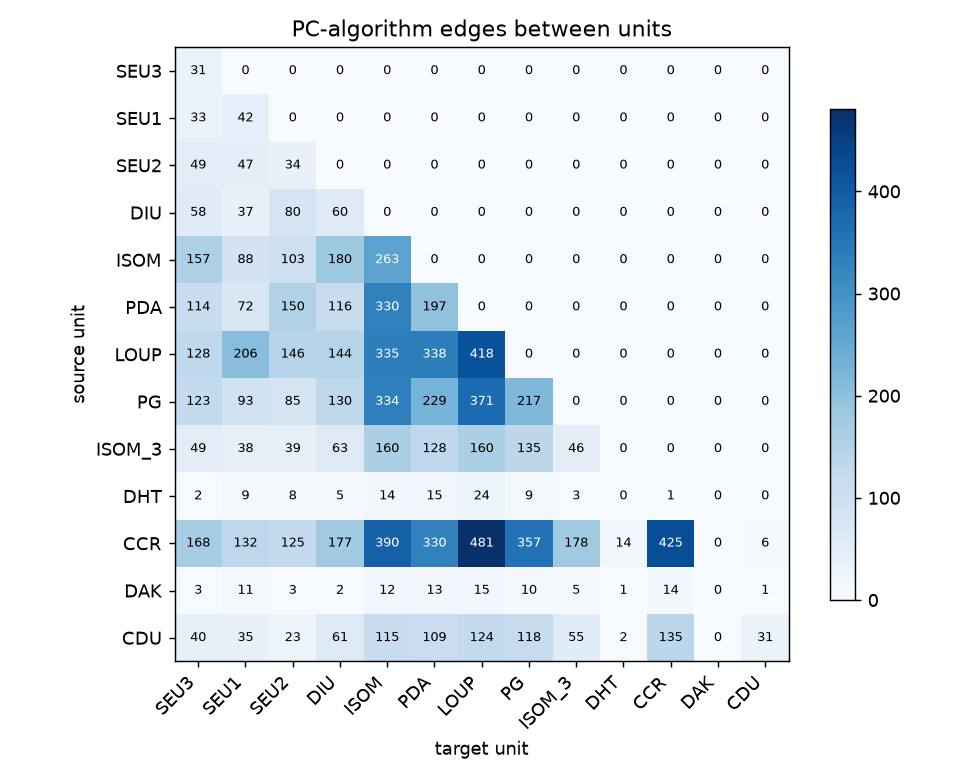 PC-algorithm edges between units
source unit
SEU3 31 0 0 0 0 0 0 0 0 0 0 0 0
SEU1 33 42 0 0 0 0 0 0 0 0 0 0 0
SEU2 49 47 34 0 0 0 0 0 0 0 0 0 0
DIU 58 37 80 60 0 0 0 0 0 0 0 0 0
ISOM 157 88 103 180 263 0 0 0 0 0 0 0 0
PDA 114 72 150 116 330 197 0 0 0 0 0 0 0
LOUP 128 206 146 144 335 338 418 0 0 0 0 0 0
PG 123 93 85 130 334 229 371 217 0 0 0 0 0
ISOM_3 49 38 39 63 160 128 160 135 46 0 0 0 0
DHT 2 9 8 5 14 15 24 9 3 0 1 0 0
CCR 168 132 125 177 390 330 481 357 178 14 425 0 6
DAK 3 11 3 2 12 13 15 10 5 1 14 0 1
CDU 40 35 23 61 115 109 124 118 55 2 135 0 31
SEU3 SEU1 SEU2 DIU ISOM PDA LOUP PG ISOM_3 DHT CCR DAK CDU
target unit
400
300
200
100
0